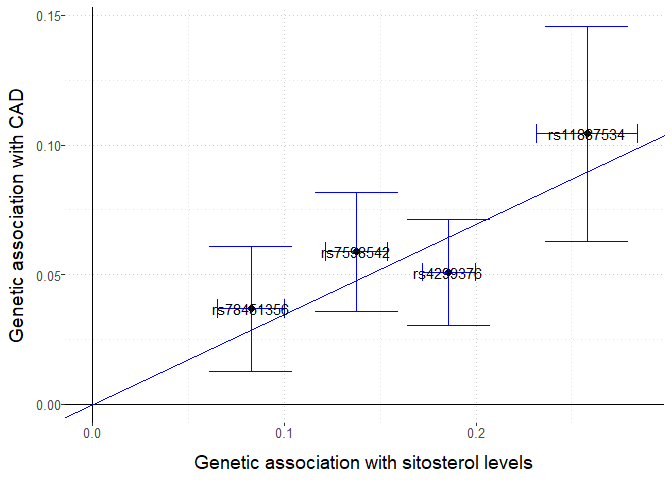 0.15
0.10
0.05
0.00
Genetic association with CAD
rs11887534
rs7598542
rs4299376
rs78451356
0.0
0.1
0.2
Genetic association with sitosterol levels